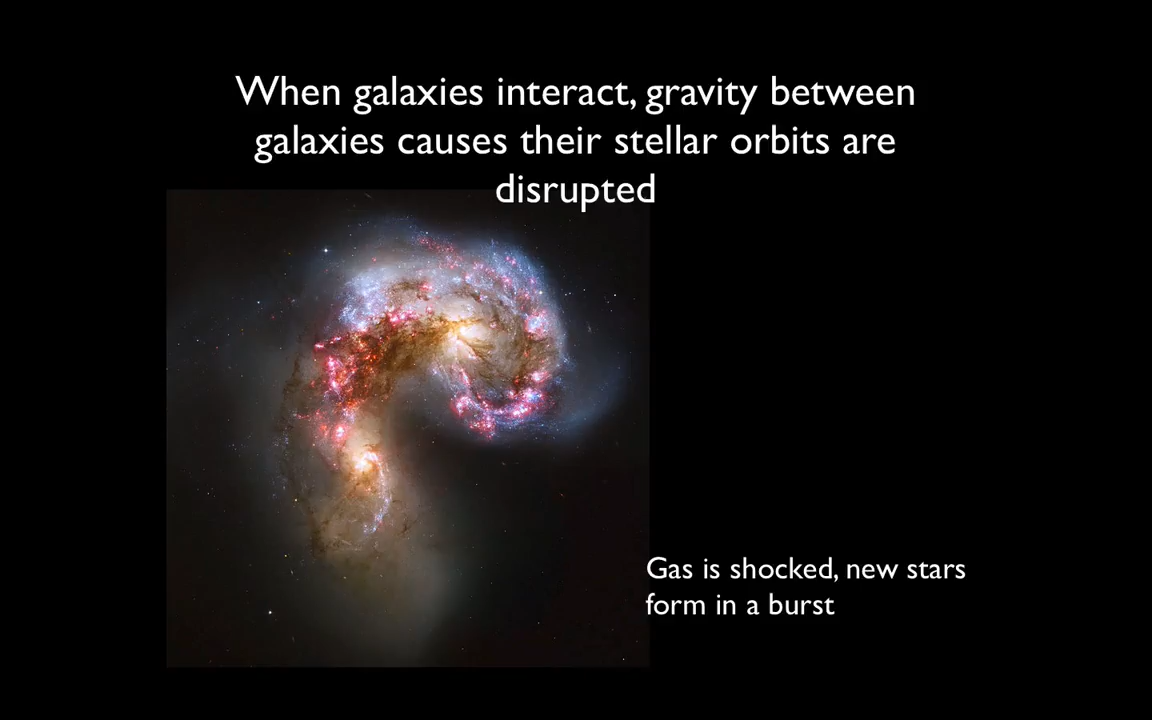 When galaxies interact, gravity between
galaxies causes their stellar orbits are
disrupted
Gas is shocked, new stars
form in a burst